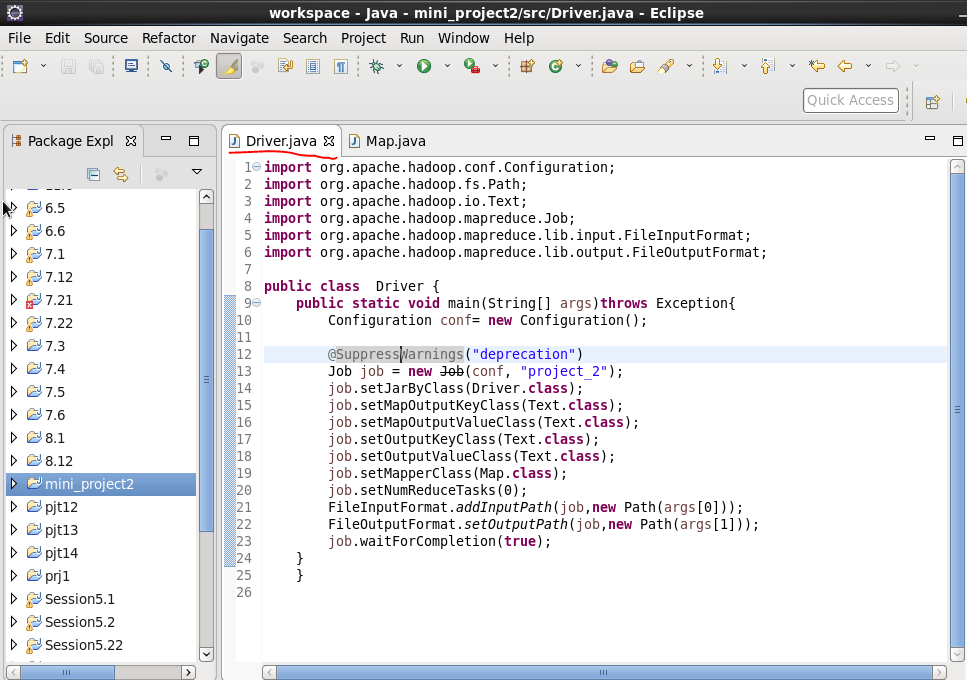 workspace - Java - mini_project2/src/Driver.java - Eclipse
File Edit Source Refactor Navigate Search Project Run Window Help
Quick Access
Package Expl
Driver.java Map.java
6.5
6.6
7.1
7.12
7.21
7.22
7.3
7.4
7.5
7.6
8.1
8.12
mini_project2
pjt12
pjt13
pjt14
prj1
Session5.1
Session5.2
Session5.22
1 import org.apache.hadoop.conf.Configuration;
2 import org.apache.hadoop.fs.Path;
3 import org.apache.hadoop.io.Text;
4 import org.apache.hadoop.mapreduce.Job;
5 import org.apache.hadoop.mapreduce.lib.input.FileInputFormat;
6 import org.apache.hadoop.mapreduce.lib.output.FileOutputFormat;
7
8 public class  Driver {
9     public static void main(String[] args)throws Exception{
10         Configuration conf= new Configuration();
11
12         @SuppressWarnings("deprecation")
13         Job job = new Job(conf, "project_2");
14         job.setJarByClass(Driver.class);
15         job.setMapOutputKeyClass(Text.class);
16         job.setMapOutputValueClass(Text.class);
17         job.setOutputKeyClass(Text.class);
18         job.setOutputValueClass(Text.class);
19         job.setMapperClass(Map.class);
20         job.setNumReduceTasks(0);
21         FileInputFormat.addInputPath(job,new Path(args[0]));
22         FileOutputFormat.setOutputPath(job,new Path(args[1]));
23         job.waitForCompletion(true);
24     }
25     }
26